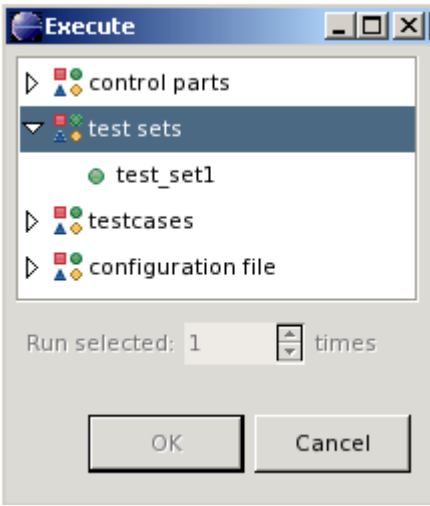 Execute
control parts
test sets
test_set1
testcases
configuration file
Run selected: 1 times
OK Cancel